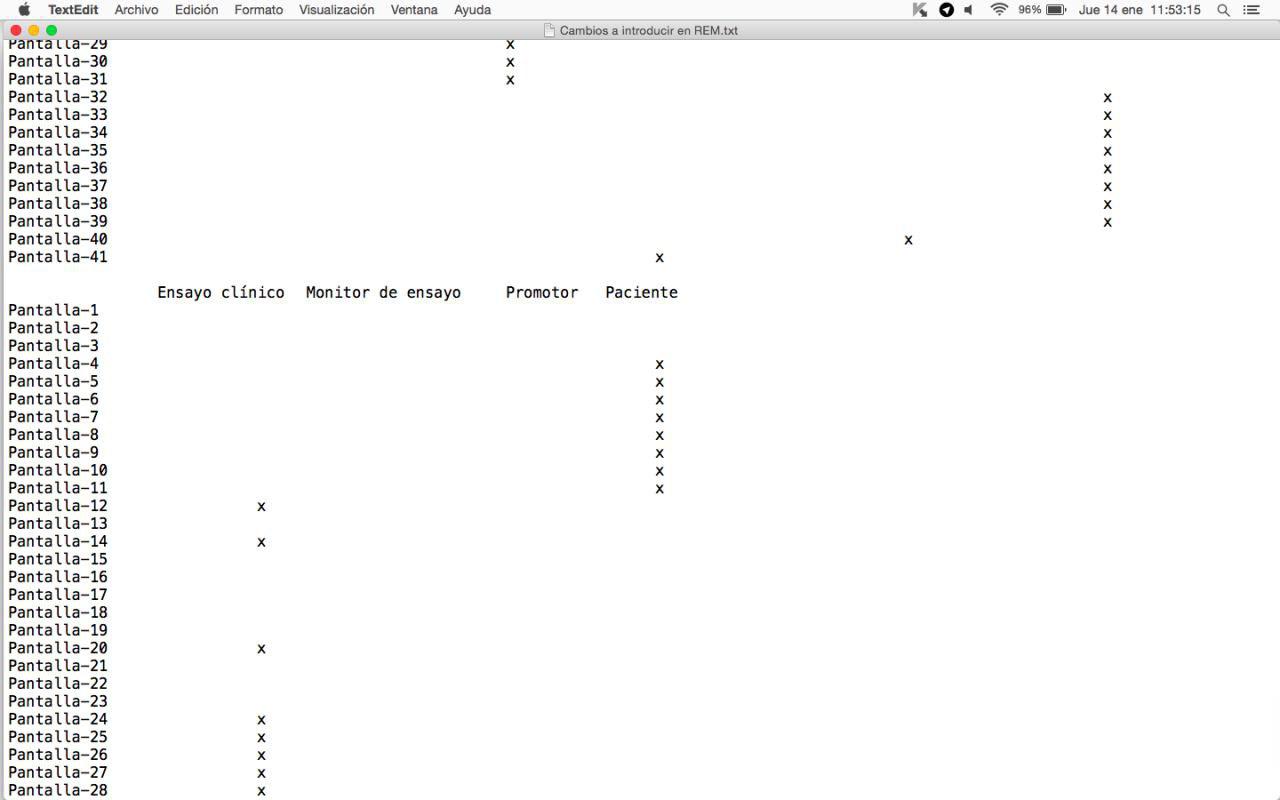 TextEdit Archivo Edición Formato Visualización Ventana Ayuda 96% Jue 14 ene 11:53:15
Cambios a introducir en REM.txt
Pantalla-29 x
Pantalla-30 x
Pantalla-31 x
Pantalla-32 x
Pantalla-33 x
Pantalla-34 x
Pantalla-35 x
Pantalla-36 x
Pantalla-37 x
Pantalla-38 x
Pantalla-39 x
Pantalla-40 x
Pantalla-41 x
Ensayo clínico Monitor de ensayo Promotor Paciente
Pantalla-1
Pantalla-2
Pantalla-3
Pantalla-4 x
Pantalla-5 x
Pantalla-6 x
Pantalla-7 x
Pantalla-8 x
Pantalla-9 x
Pantalla-10 x
Pantalla-11 x
Pantalla-12 x
Pantalla-13
Pantalla-14 x
Pantalla-15
Pantalla-16
Pantalla-17
Pantalla-18
Pantalla-19
Pantalla-20 x
Pantalla-21
Pantalla-22
Pantalla-23
Pantalla-24 x
Pantalla-25 x
Pantalla-26 x
Pantalla-27 x
Pantalla-28 x